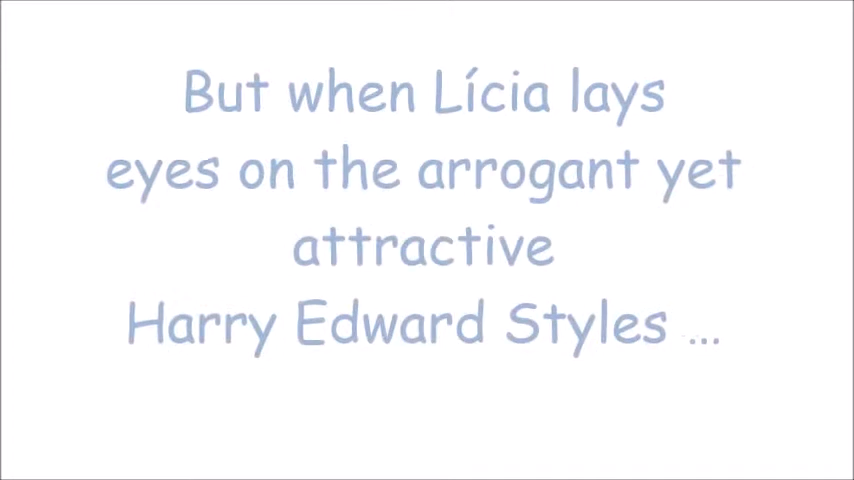 But when Lícia lays
eyes on the arrogant yet
attractive
Harry Edward Styles ...